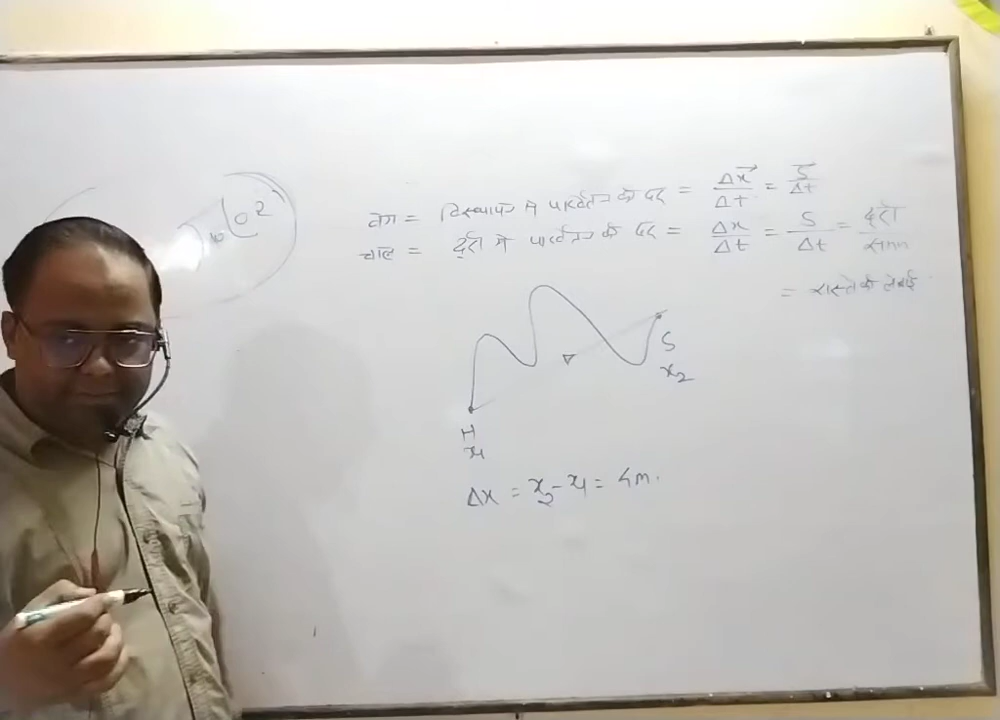 वेग = विस्थापन में परिवर्तन की दर = Δx⃗/Δt = S⃗/Δt
चाल = दूरी में परिवर्तन की दर = Δx/Δt = S/Δt = दूरी/समय
= रास्ते की लंबाई
S
x₂
H
x₁
Δx = x₂ - x₁ = 4m.